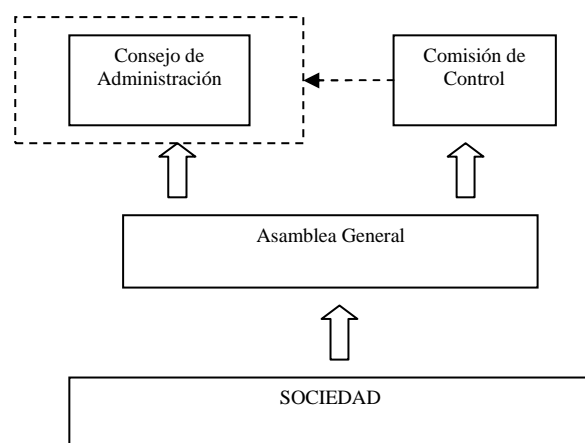 Consejo de
Administración
Comisión de
Control
Asamblea General
SOCIEDAD